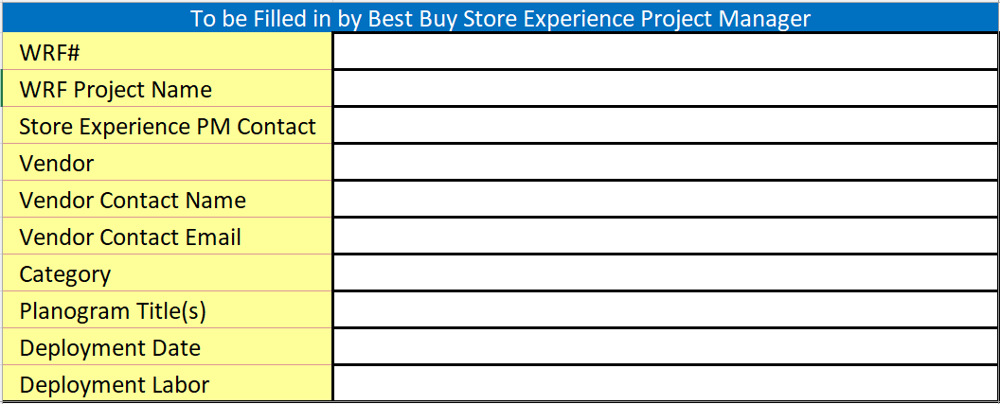 To be Filled in by Best Buy Store Experience Project Manager
WRF#
WRF Project Name
Store Experience PM Contact
Vendor
Vendor Contact Name
Vendor Contact Email
Category
Planogram Title(s)
Deployment Date
Deployment Labor